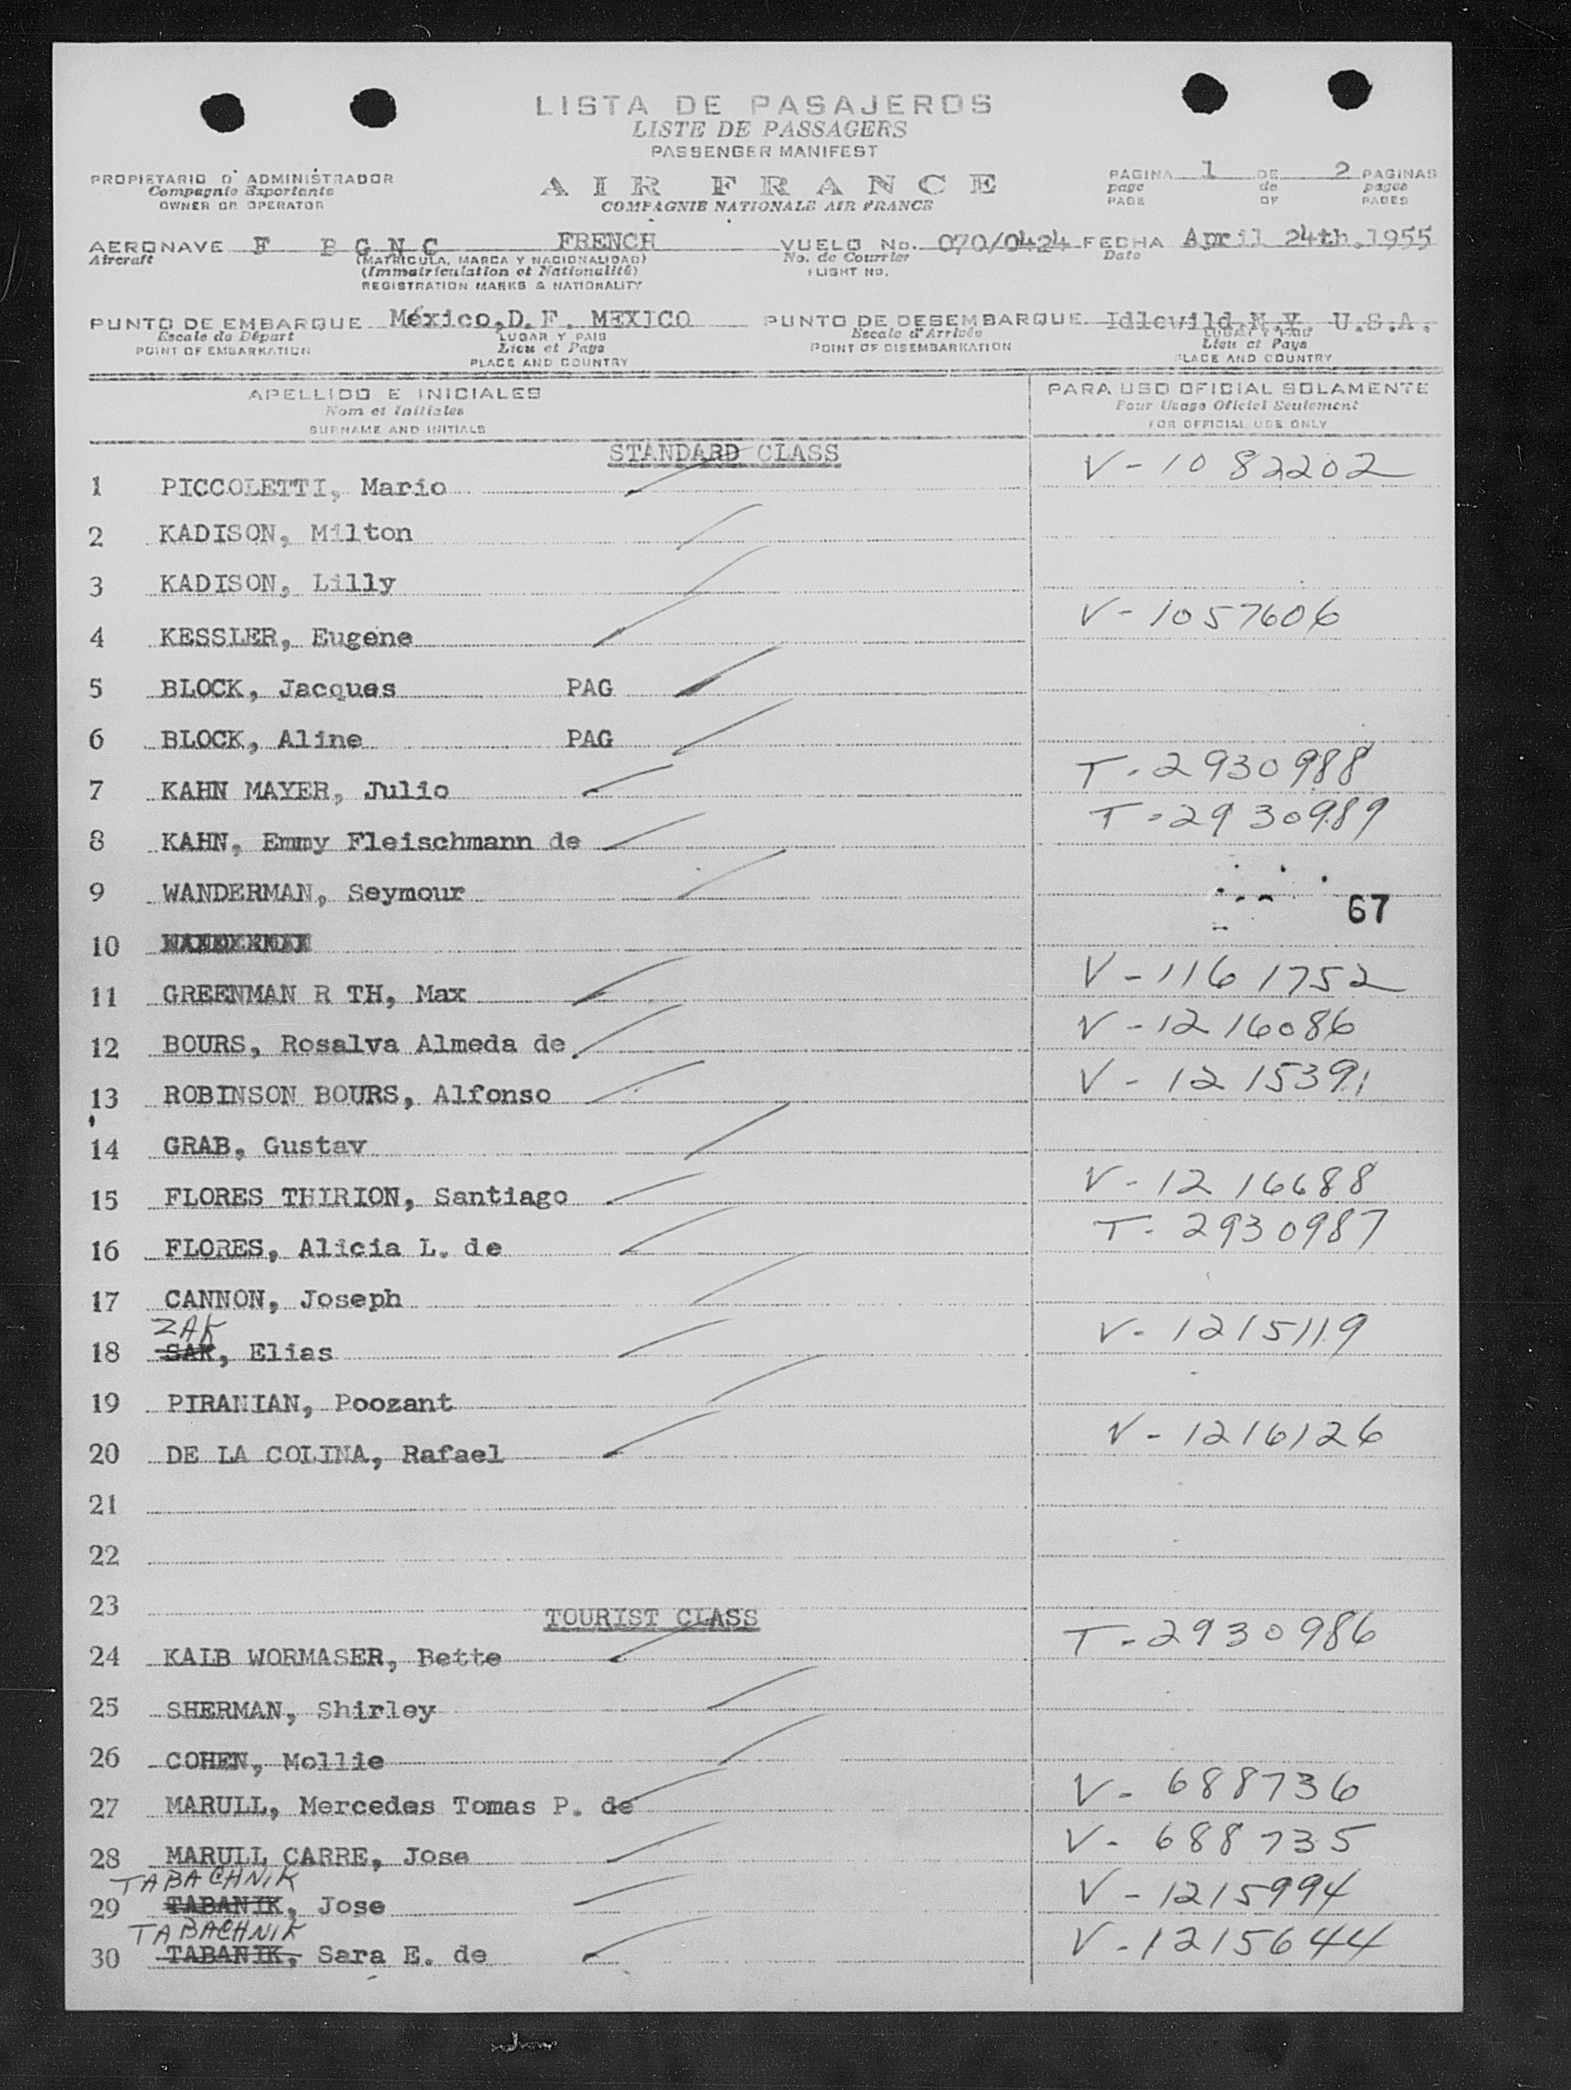 LISTA DE PASAJEROS
LISTE DE PASSAGERS
PASSENGER MANIFEST
PROPIETARIO O ADMINISTRADOR
Compagnie Exportante
OWNER OR OPERATOR
AIR FRANCE
COMPAGNIE NATIONALE AIR FRANCE
PAGINA 1 DE 2 PAGINAS
page de pages
PAGE OF PAGES
AERONAVE F BGNC FRENCH VUELO No. 070/0424 FECHA April 24th.1955
Aircraft (MATRICULA, MARCA Y NACIONALIDAD) No. de Courrier Date
(Immatriculation et Nationalité) FLIGHT NO.
REGISTRATION MARKS & NATIONALITY
PUNTO DE EMBARQUE México,D.F. MEXICO PUNTO DE DESEMBARQUE Idlewild,N.Y. U.S.A.
Escale de Départ LUGAR Y PAIS Escale d'Arrivée LUGAR Y PAIS
POINT OF EMBARKATION Lieu et Pays POINT OF DISEMBARKATION Lieu et Pays
PLACE AND COUNTRY PLACE AND COUNTRY
APELLIDO E INICIALES PARA USO OFICIAL SOLAMENTE
Nom et Initiales Pour Usage Oficiel Seulement
SURNAME AND INITIALS FOR OFFICIAL USE ONLY
STANDARD CLASS
1 PICCOLETTI, Mario V-1082202
2 KADISON, Milton
3 KADISON, Lilly
4 KESSLER, Eugene V-1057606
5 BLOCK, Jacques PAG
6 BLOCK, Aline PAG
7 KAHN MAYER, Julio T-2930988
8 KAHN, Emmy Fleischmann de T-2930989
9 WANDERMAN, Seymour
67
10
11 GREENMAN R TH, Max V-1161752
12 BOURS, Rosalva Almeda de V-1216086
13 ROBINSON BOURS, Alfonso V-1215391
14 GRAB, Gustav
15 FLORES THIRION, Santiago V-1216688
16 FLORES, Alicia L. de T-2930987
17 CANNON, Joseph
ZAK
18 SAK, Elias V-1215119
19 PIRANIAN, Poozant
20 DE LA COLINA, Rafael V-1216126
21
22
23
TOURIST CLASS
24 KALB WORMASER, Bette T-2930986
25 SHERMAN, Shirley
26 COHEN, Mollie
27 MARULL, Mercedes Tomas P. de V-688736
28 MARULL CARRE, Jose V-688735
TABACHNIK
29 TABANIK, Jose V-1215994
TABACHNIK
30 TABANIK, Sara E. de V-1215644